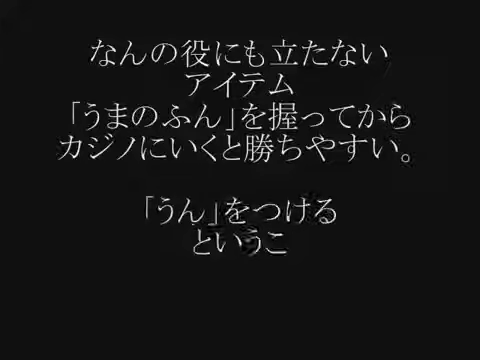 なんの役にも立たない
アイテム
「うまのふん」を握ってから
カジノにいくと勝ちやすい。
「うん」をつける
というこ